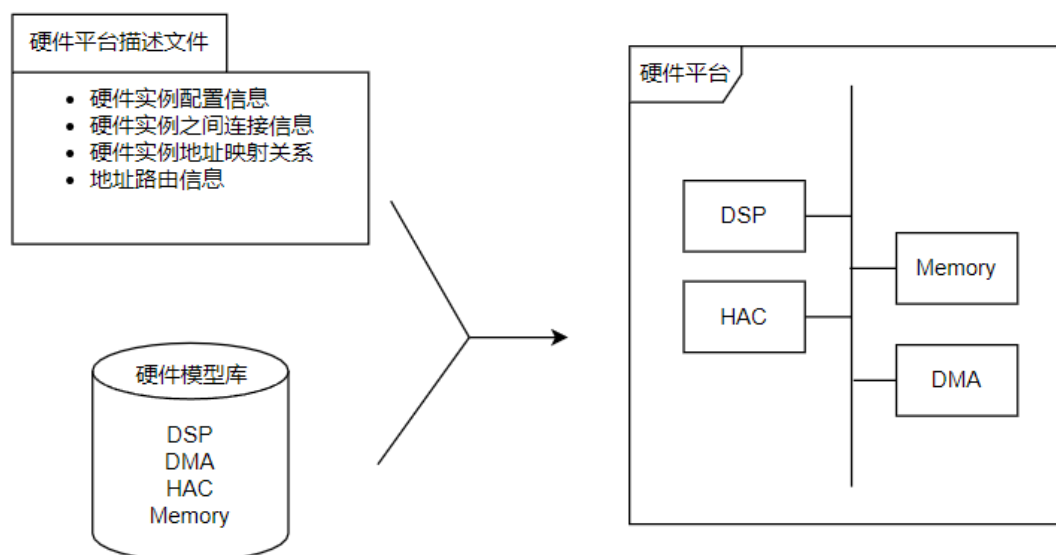 硬件平台描述文件
• 硬件实例配置信息
• 硬件实例之间连接信息
• 硬件实例地址映射关系
• 地址路由信息
硬件模型库
DSP
DMA
HAC
Memory
硬件平台
DSP
Memory
HAC
DMA